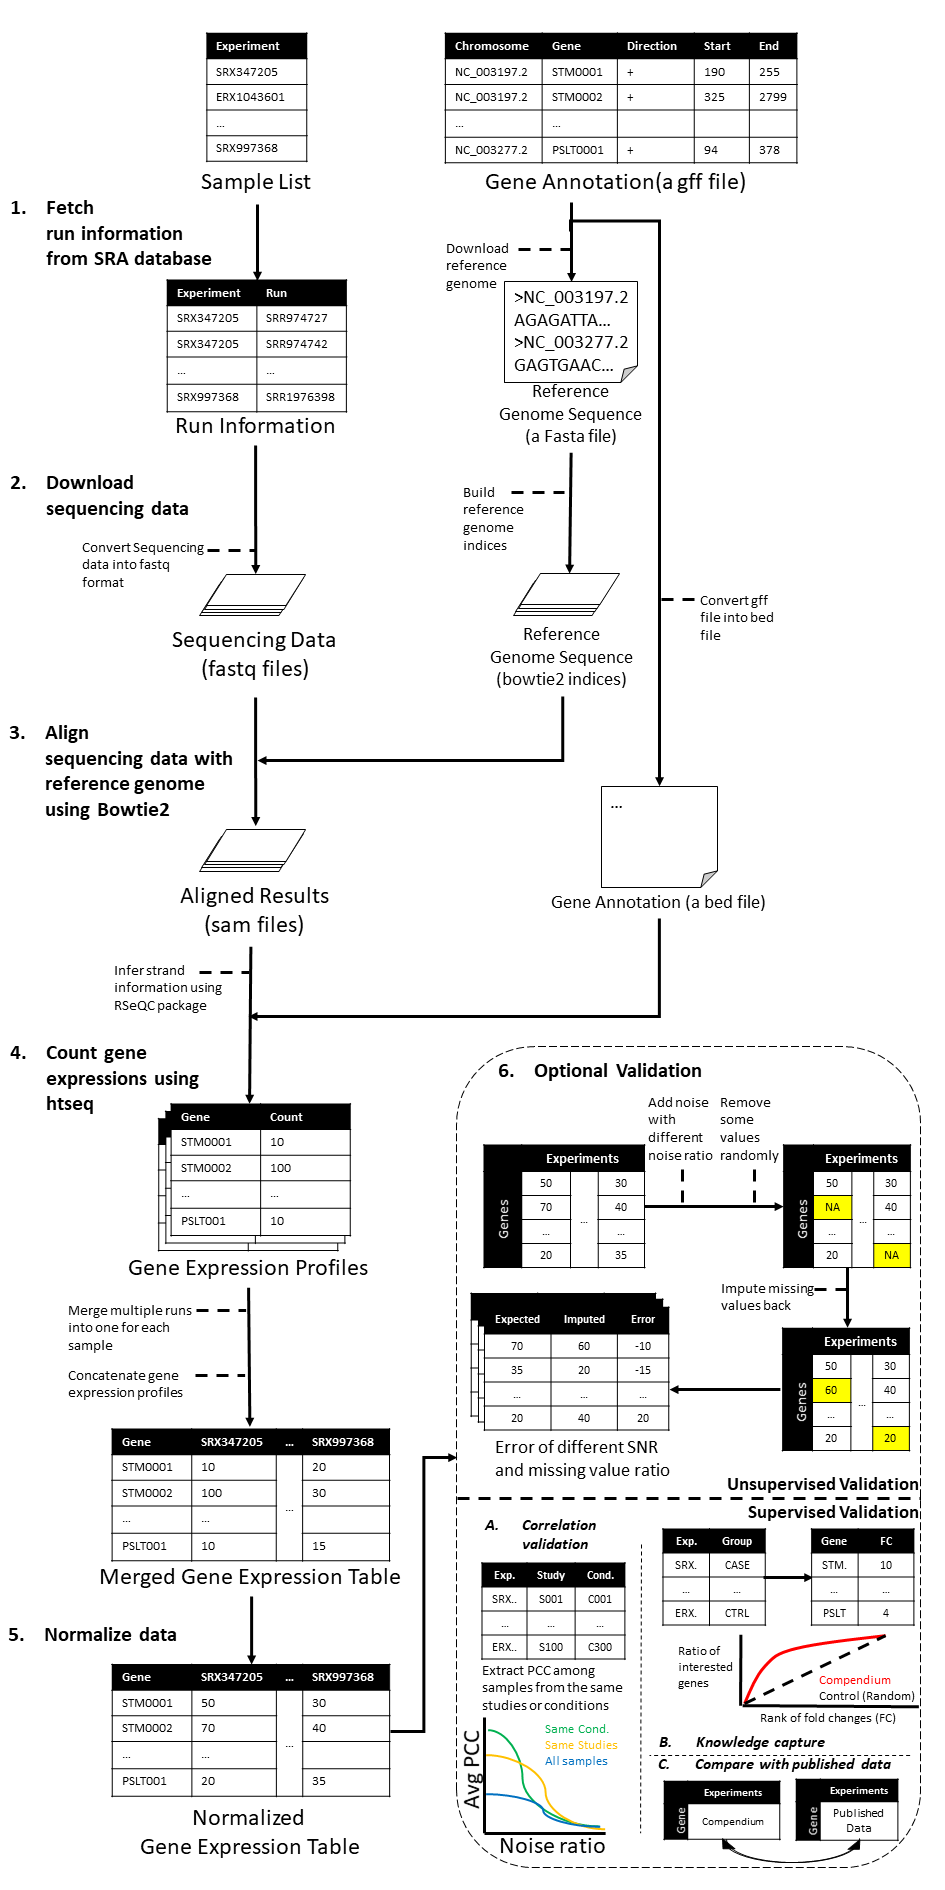 Experiment
SRX347205
ERX1043601
...
SRX997368
Sample List
Chromosome Gene Direction Start End
NC_003197.2 STM0001 + 190 255
NC_003197.2 STM0002 + 325 2799
... ...
NC_003277.2 PSLT0001 + 94 378
Gene Annotation(a gff file)
1. Fetch
run information
from SRA database
Download
reference
genome
>NC_003197.2
AGAGATTA...
>NC_003277.2
GAGTGAAC...
Reference
Genome Sequence
(a Fasta file)
Experiment Run
SRX347205 SRR974727
SRX347205 SRR974742
... ...
SRX997368 SRR1976398
Run Information
2. Download
sequencing data
Convert Sequencing
data into fastq
format
Build
reference
genome
indices
Convert gff
file into bed
file
Sequencing Data
(fastq files)
Reference
Genome Sequence
(bowtie2 indices)
3. Align
sequencing data with
reference genome
using Bowtie2
...
Aligned Results
(sam files)
Gene Annotation (a bed file)
Infer strand
information using
RSeQC package
4. Count gene
expressions using
htseq
Gene Count
STM0001 10
STM0002 100
... ...
PSLT001 10
Gene Expression Profiles
Merge multiple runs
into one for each
sample
Concatenate gene
expression profiles
Gene SRX347205 ... SRX997368
STM0001 10 20
STM0002 100 30
... ... ...
PSLT001 10 15
Merged Gene Expression Table
5. Normalize data
Gene SRX347205 ... SRX997368
STM0001 50 30
STM0002 70 40
... ... ...
PSLT001 20 35
Normalized
Gene Expression Table
6. Optional Validation
Add noise
with
different
noise ratio
Remove
some
values
randomly
Genes
Experiments
50 30
70 ... 40
... ...
20 35
Genes
Experiments
50 30
NA ... 40
... ...
20 NA
Impute missing
values back
Genes
Experiments
50 30
60 ... 40
... ...
20 20
Expected Imputed Error
70 60 -10
35 20 -15
... ... ...
20 40 20
Error of different SNR
and missing value ratio
Unsupervised Validation
Supervised Validation
A. Correlation
validation
Exp. Study Cond.
SRX.. S001 C001
... ... ...
ERX.. S100 C300
Extract PCC among
samples from the same
studies or conditions
Same Cond.
Same Studies
All samples
Avg PCC
Noise ratio
Exp. Group
SRX. CASE
... ...
ERX. CTRL
Gene FC
STM. 10
... ...
PSLT 4
Ratio of
interested
genes
Compendium
Control (Random)
Rank of fold changes (FC)
B. Knowledge capture
C. Compare with published data
Gene
Experiments
Compendium
Gene
Experiments
Published
Data